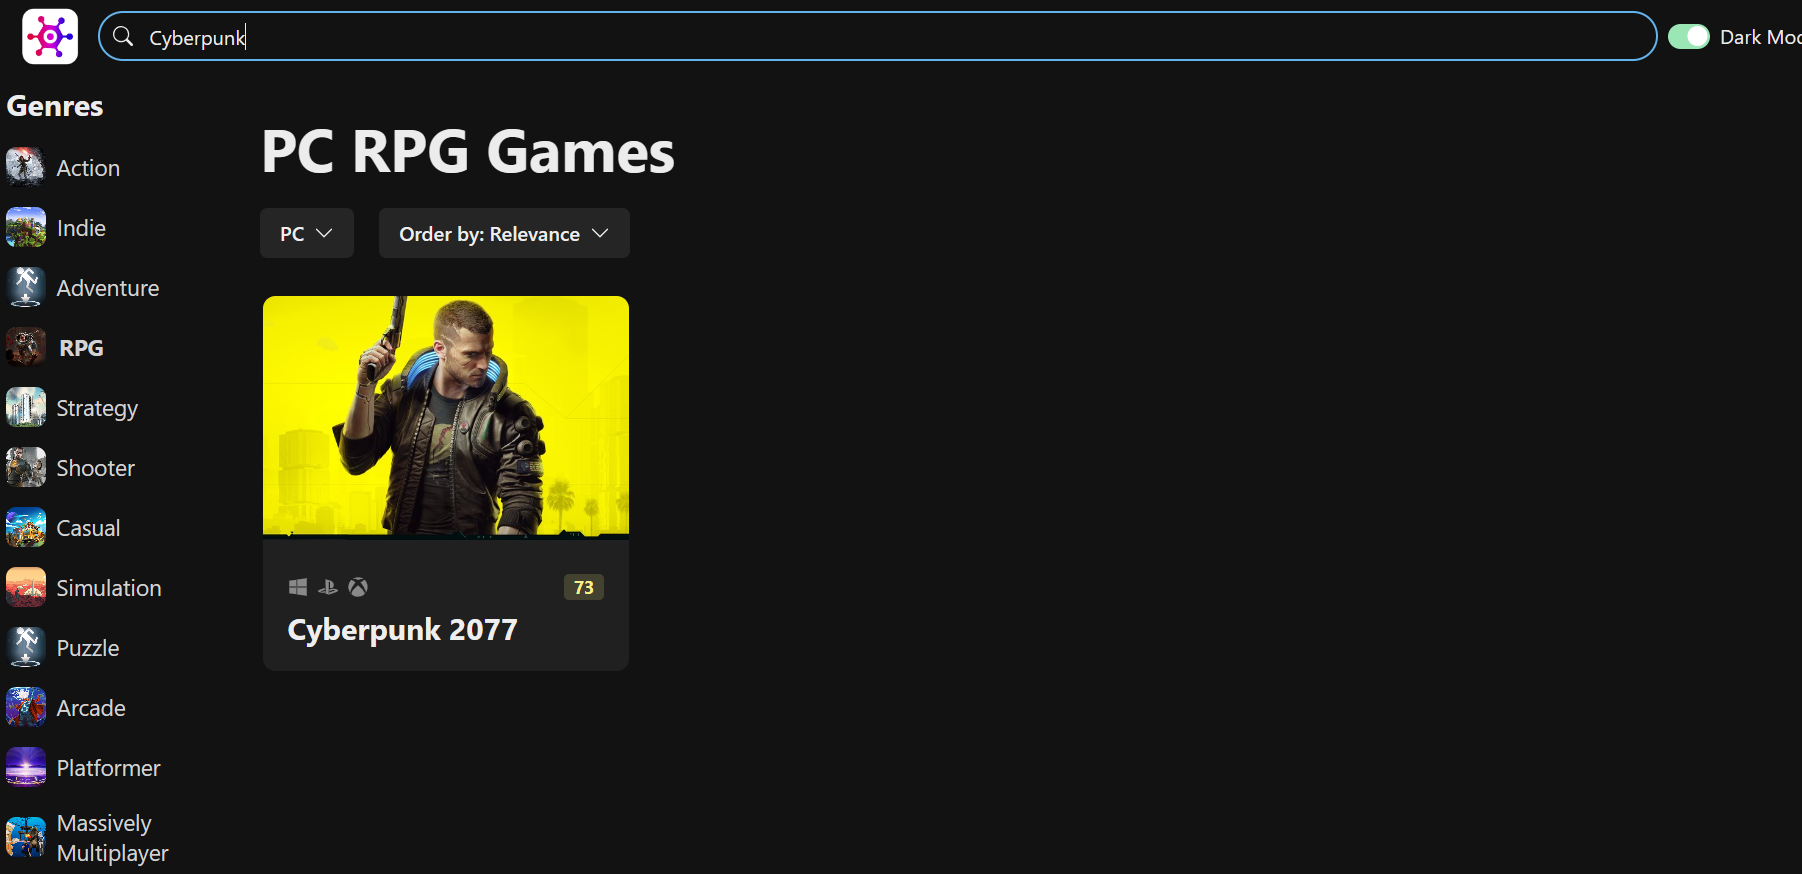 Cyberpunk
Dark Mod
Genres
Action
Indie
Adventure
RPG
Strategy
Shooter
Casual
Simulation
Puzzle
Arcade
Platformer
Massively
Multiplayer
PC RPG Games
PC
Order by: Relevance
73
Cyberpunk 2077